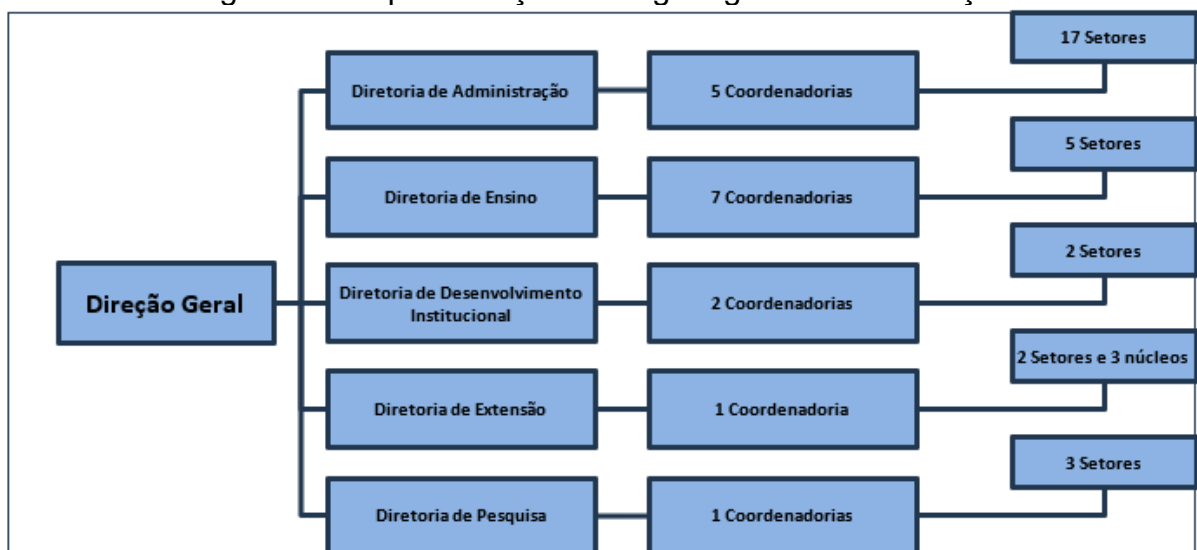 17 Setores
Diretoria de Administração
5 Coordenadorias
5 Setores
Diretoria de Ensino
7 Coordenadorias
2 Setores
Direção Geral
Diretoria de Desenvolvimento
Institucional
2 Coordenadorias
2 Setores e 3 núcleos
Diretoria de Extensão
1 Coordenadoria
3 Setores
Diretoria de Pesquisa
1 Coordenadorias